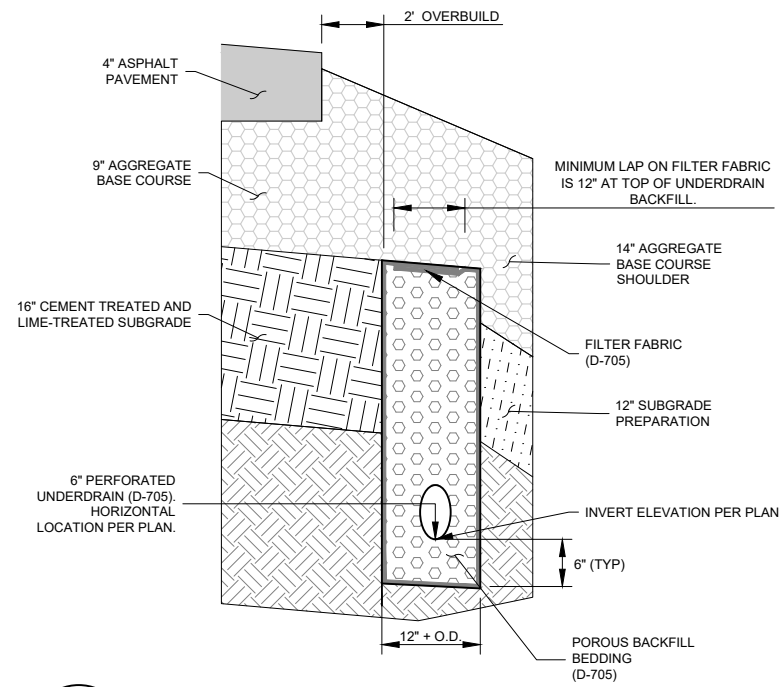 2' OVERBUILD
4" ASPHALT
PAVEMENT
9" AGGREGATE
BASE COURSE
MINIMUM LAP ON FILTER FABRIC
IS 12" AT TOP OF UNDERDRAIN
BACKFILL.
14" AGGREGATE
BASE COURSE
SHOULDER
16" CEMENT TREATED AND
LIME-TREATED SUBGRADE
FILTER FABRIC
(D-705)
12" SUBGRADE
PREPARATION
6" PERFORATED
UNDERDRAIN (D-705).
HORIZONTAL
LOCATION PER PLAN.
INVERT ELEVATION PER PLAN
6" (TYP)
12" + O.D.
POROUS BACKFILL
BEDDING
(D-705)